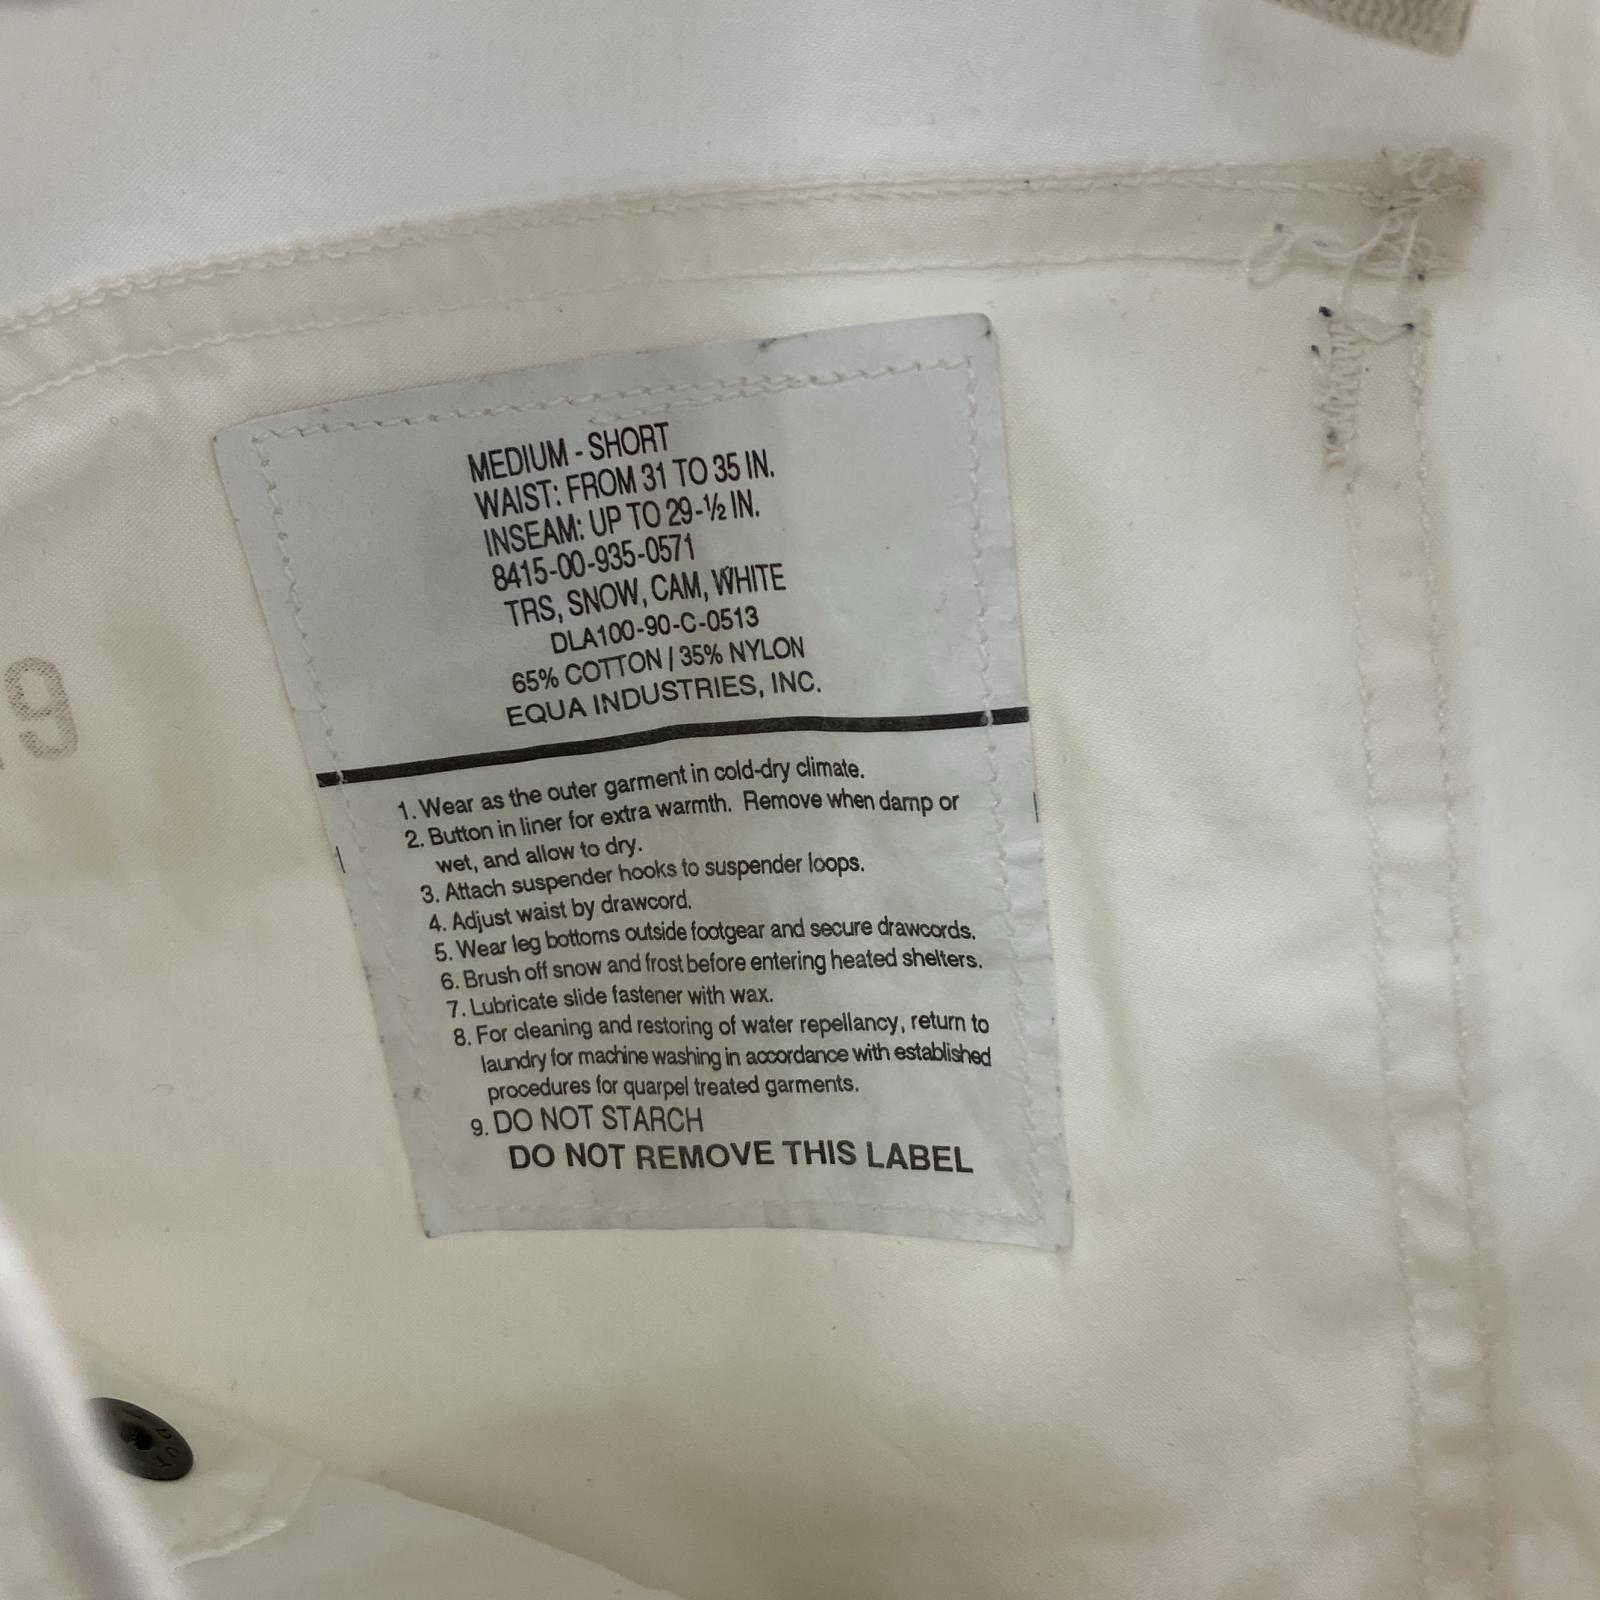 MEDIUM - SHORT
WAIST: FROM 31 TO 35 IN.
INSEAM: UP TO 29-½ IN.
8415-00-935-0571
TRS, SNOW, CAM, WHITE
DLA100-90-C-0513
65% COTTON / 35% NYLON
EQUA INDUSTRIES, INC.
1. Wear as the outer garment in cold-dry climate.
2. Button in liner for extra warmth. Remove when damp or
wet, and allow to dry.
3. Attach suspender hooks to suspender loops.
4. Adjust waist by drawcord.
5. Wear leg bottoms outside footgear and secure drawcords.
6. Brush off snow and frost before entering heated shelters.
7. Lubricate slide fastener with wax.
8. For cleaning and restoring of water repellancy, return to
laundry for machine washing in accordance with established
procedures for quarpel treated garments.
9. DO NOT STARCH
DO NOT REMOVE THIS LABEL
9